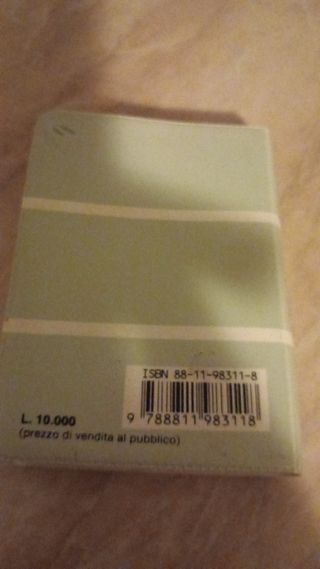 ISBN 88-11-98311-8
9 788811 983118
L. 10.000
(prezzo di vendita al pubblico)